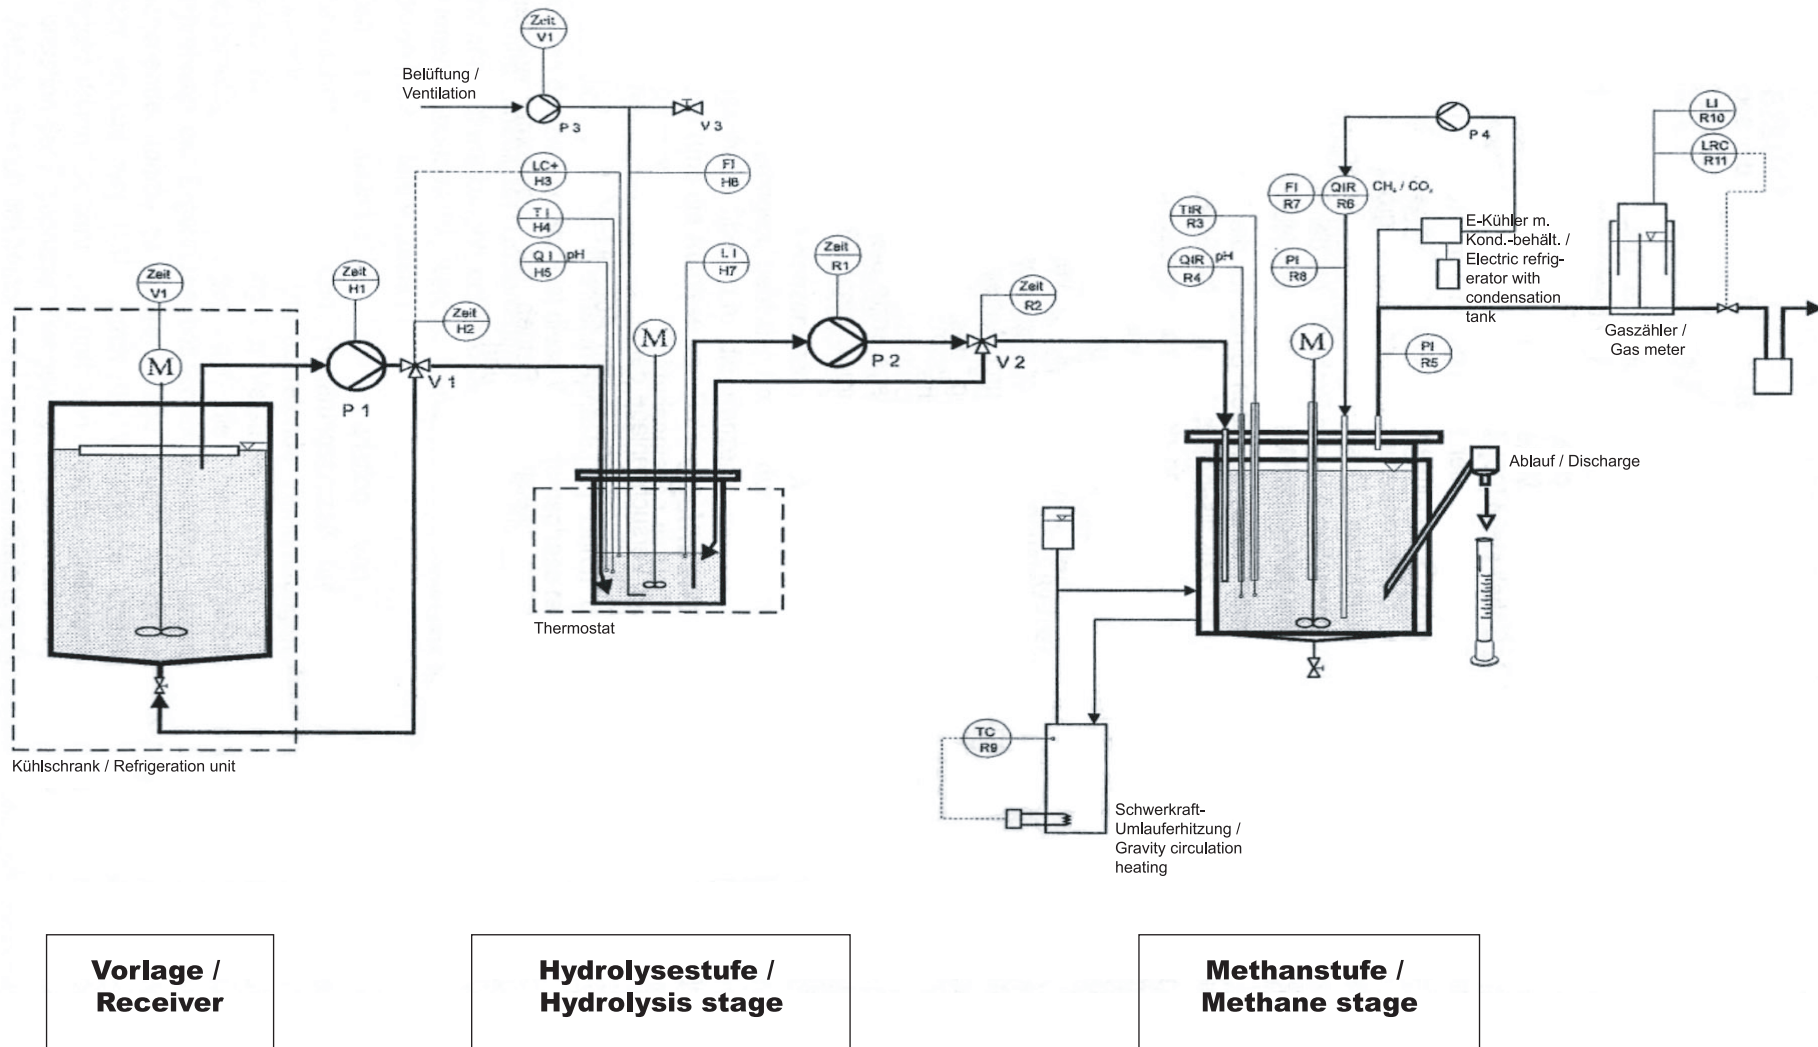 Zeit
V1
Belüftung /
Ventilation
P 3
V 3
LC+
H3
FI
H6
TI
H4
QI
H5
pH
LI
H7
Zeit
V1
M
Zeit
H1
Zeit
H2
P 1
V 1
M
Zeit
R1
P 2
Zeit
R2
V 2
Thermostat
Kühlschrank / Refrigeration unit
P 4
FI
R7
QIR
R6
CH₄ / CO₂
TIR
R3
QIR
R4
pH
PI
R8
M
E-Kühler m.
Kond.-behält. /
Electric refrig-
erator with
condensation
tank
PI
R5
LI
R10
LRC
R11
Gaszähler /
Gas meter
Ablauf / Discharge
TC
R9
Schwerkraft-
Umlauferhitzung /
Gravity circulation
heating
Vorlage /
Receiver
Hydrolysestufe /
Hydrolysis stage
Methanstufe /
Methane stage